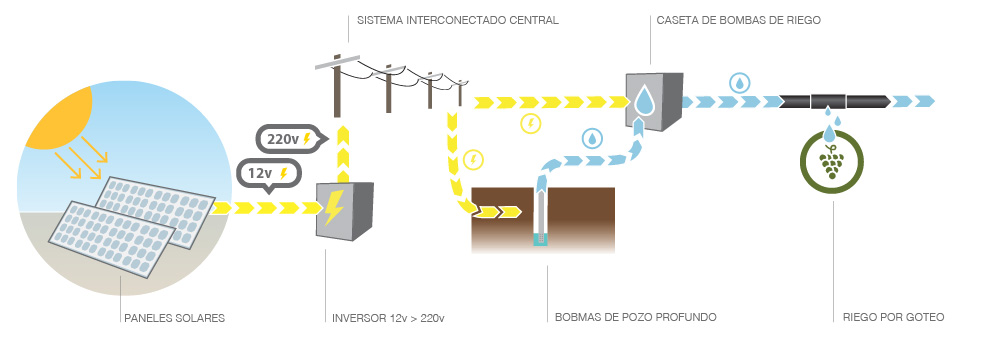 SISTEMA INTERCONECTADO CENTRAL
CASETA DE BOMBAS DE RIEGO
220v
12v
PANELES SOLARES
INVERSOR 12v > 220v
BOBMAS DE POZO PROFUNDO
RIEGO POR GOTEO